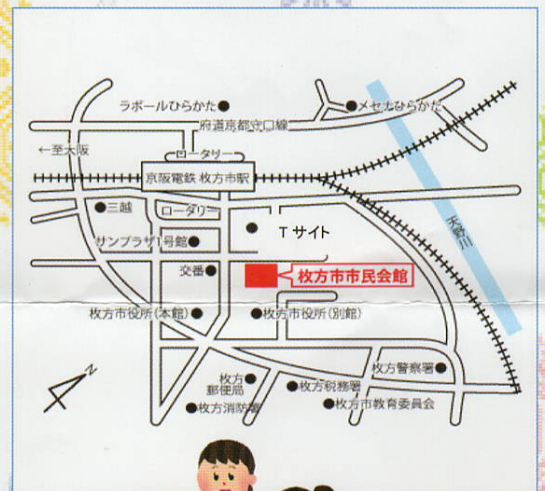 ラポールひらかた
メセナひらかた
府道京都守口線
←至大阪
ロータリー
京阪電鉄 枚方市駅
三越
ロータリー
Tサイト
天野川
サンプラザ1号館
交番
枚方市市民会館
枚方市役所(本館)
枚方市役所(別館)
枚方警察署
枚方
郵便局
枚方税務署
枚方消防署
枚方市教育委員会
N